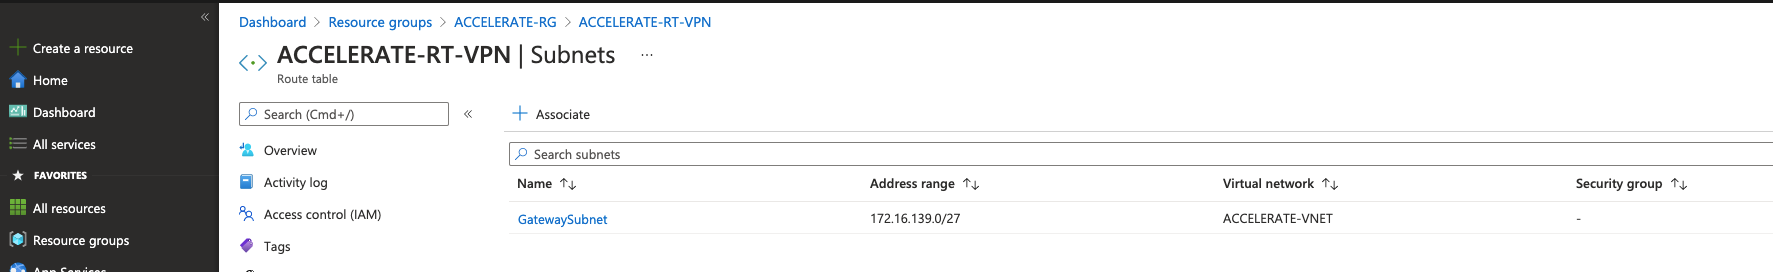 «
Create a resource
Home
Dashboard
All services
FAVORITES
All resources
Resource groups
App Services
Dashboard > Resource groups > ACCELERATE-RG > ACCELERATE-RT-VPN
ACCELERATE-RT-VPN | Subnets ...
Route table
Search (Cmd+/) «
Overview
Activity log
Access control (IAM)
Tags
+ Associate
Search subnets
Name ↑↓ Address range ↑↓ Virtual network ↑↓ Security group ↑↓
GatewaySubnet 172.16.139.0/27 ACCELERATE-VNET -